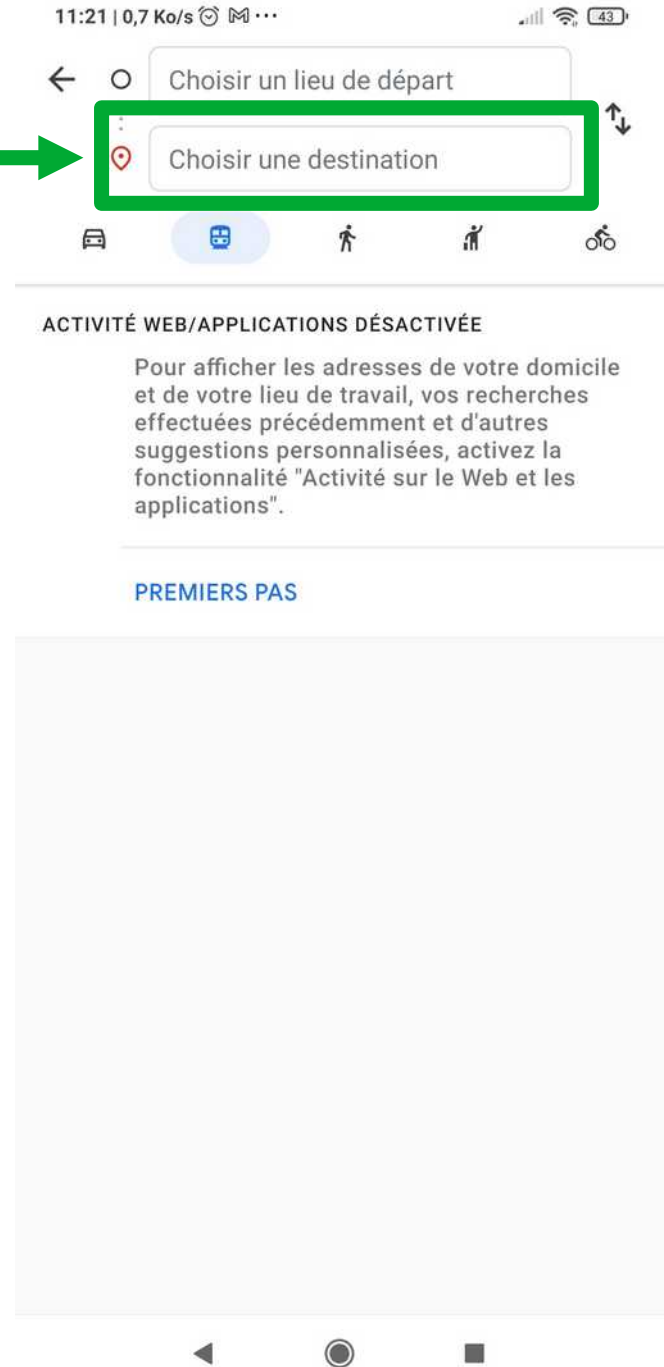 11:21 | 0,7 Ko/s ··· 43
Choisir un lieu de départ
Choisir une destination
ACTIVITÉ WEB/APPLICATIONS DÉSACTIVÉE
Pour afficher les adresses de votre domicile
et de votre lieu de travail, vos recherches
effectuées précédemment et d'autres
suggestions personnalisées, activez la
fonctionnalité "Activité sur le Web et les
applications".
PREMIERS PAS